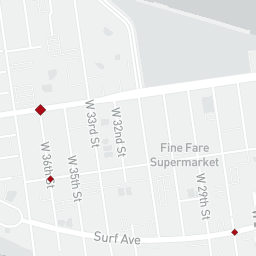 W 33rd St
W 32nd St
Fine Fare
Supermarket
W 36th St
W 35th St
W 29th St
Surf Ave